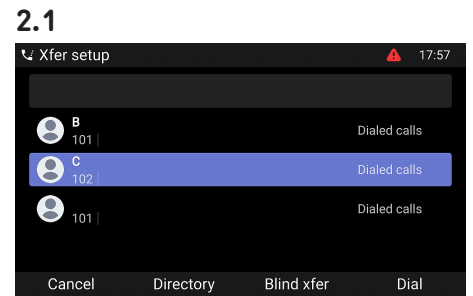 2.1
Xfer setup 17:57
B
101 | Dialed calls
C
102 | Dialed calls
101 | Dialed calls
Cancel Directory Blind xfer Dial